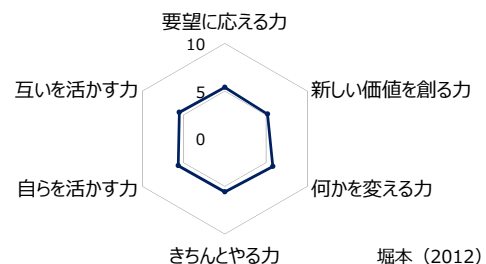 要望に応える力
10
互いを活かす力
新しい価値を創る力
5
0
自らを活かす力
何かを変える力
きちんとやる力
堀本（2012）